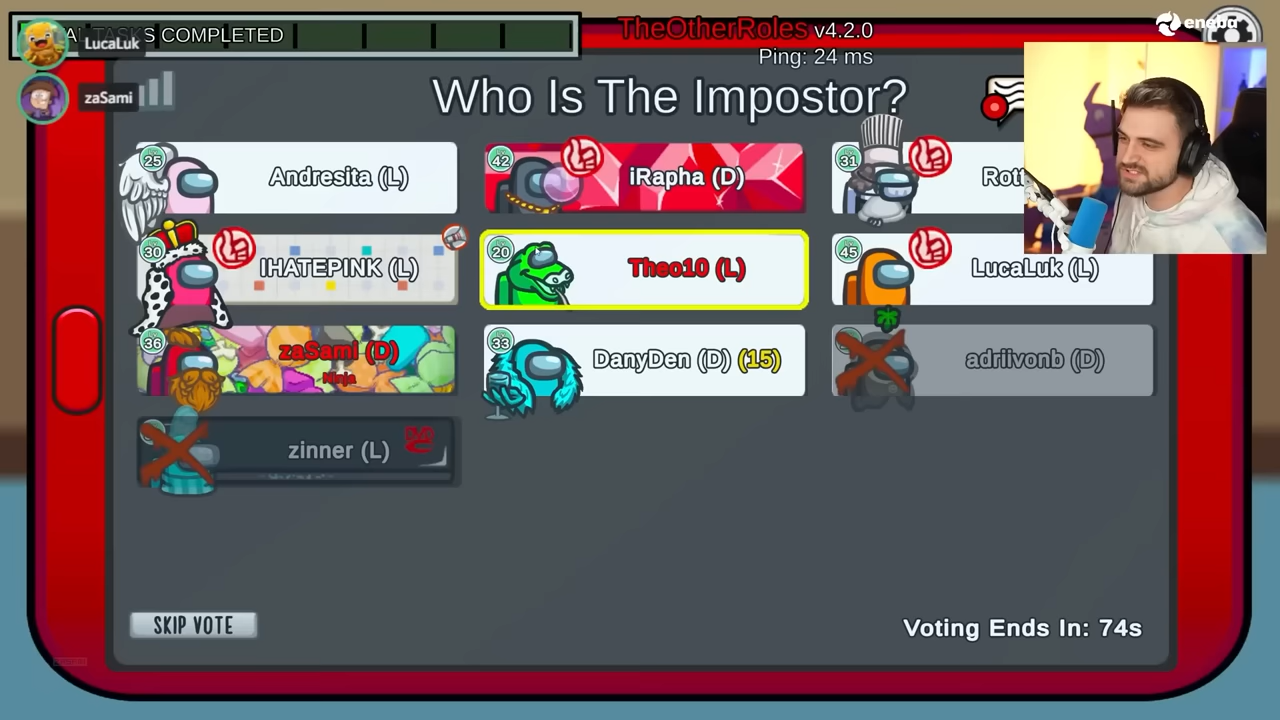 COMPLETED
LucaLuk
TheOtherRoles v4.2.0
eneba
Ping: 24 ms
zaSami
Who Is The Impostor?
25
Andresita (L)
42
iRapha (D)
31
Rott
30
IHATEPINK (L)
20
Theo10 (L)
45
LucaLuk (L)
36
zaSami (D)
Ninja
33
DanyDen (D) (15)
adriivonb (D)
zinner (L)
SKIP VOTE
Voting Ends In: 74s